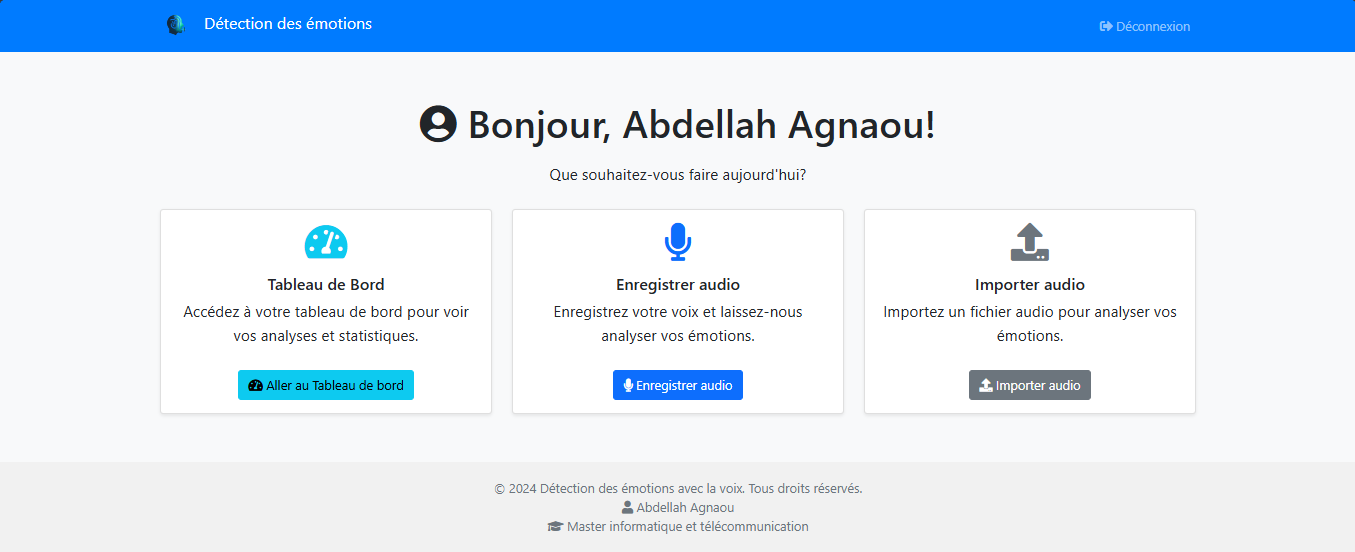 Détection des émotions
Déconnexion
Bonjour, Abdellah Agnaou!
Que souhaitez-vous faire aujourd'hui?
Tableau de Bord
Accédez à votre tableau de bord pour voir
vos analyses et statistiques.
Aller au Tableau de bord
Enregistrer audio
Enregistrez votre voix et laissez-nous
analyser vos émotions.
Enregistrer audio
Importer audio
Importez un fichier audio pour analyser vos
émotions.
Importer audio
© 2024 Détection des émotions avec la voix. Tous droits réservés.
Abdellah Agnaou
Master informatique et télécommunication